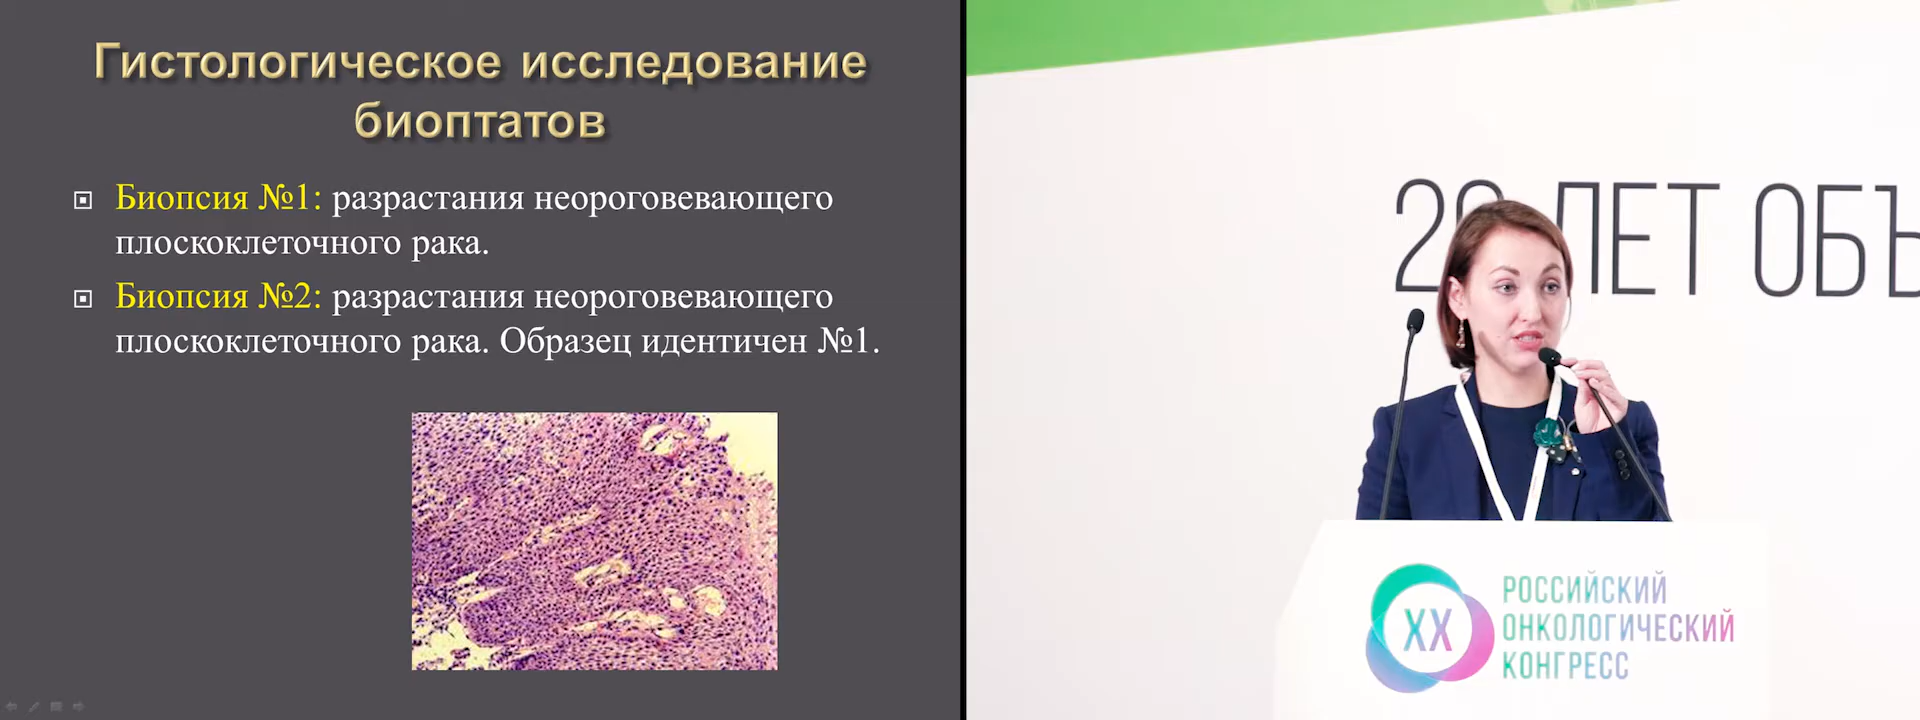 Гистологическое исследование
биоптатов
Биопсия №1: разрастания неороговевающего
плоскоклеточного рака.
Биопсия №2: разрастания неороговевающего
плоскоклеточного рака. Образец идентичен №1.
ЛЕТ
XX
РОССИЙСКИЙ
ОНКОЛОГИЧЕСКИЙ
КОНГРЕСС